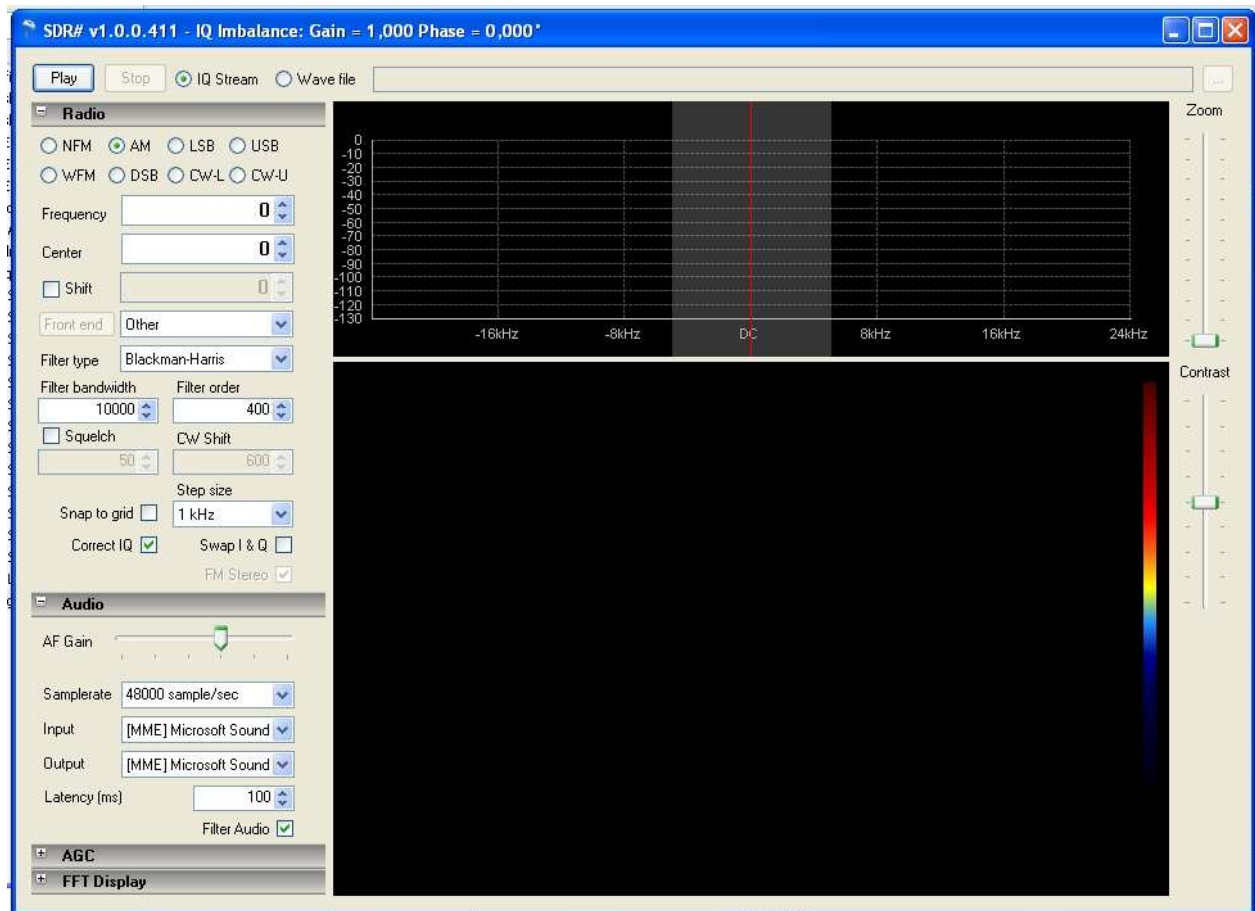 SDR# v1.0.0.411 - IQ Imbalance: Gain = 1,000 Phase = 0,000°
Play Stop IQ Stream Wave file ...
Radio
NFM AM LSB USB
WFM DSB CW-L CW-U
Frequency 0
Center 0
Shift 0
Front end Other
Filter type Blackman-Harris
Filter bandwidth Filter order
10000 400
Squelch CW Shift
50 600
Step size
Snap to grid 1 kHz
Correct IQ Swap I & Q
FM Stereo
Audio
AF Gain
Samplerate 48000 sample/sec
Input [MME] Microsoft Sound
Output [MME] Microsoft Sound
Latency (ms) 100
Filter Audio
AGC
FFT Display
0
-10
-20
-30
-40
-50
-60
-70
-80
-90
-100
-110
-120
-130
-16kHz -8kHz DC 8kHz 16kHz 24kHz
Zoom
Contrast